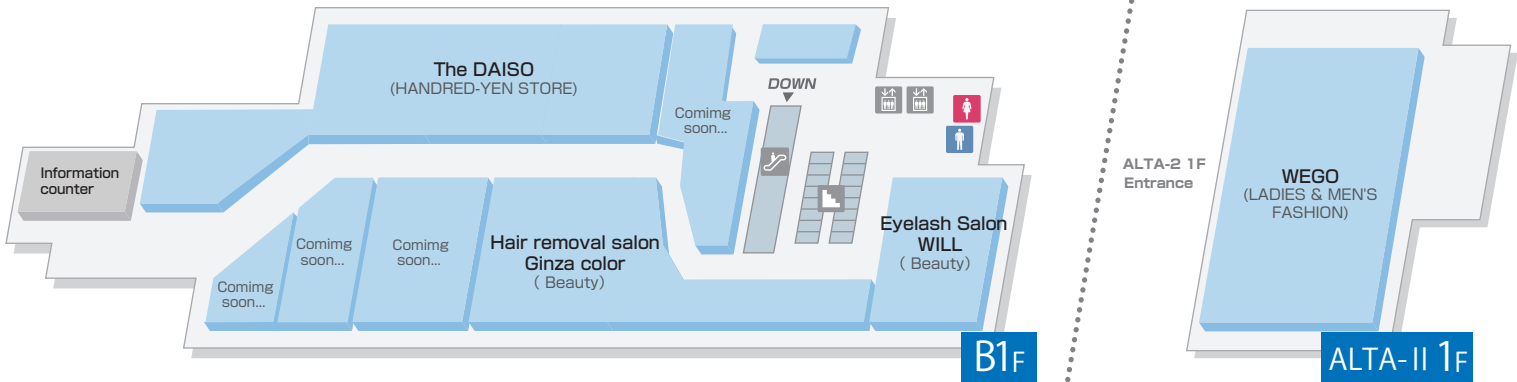 The DAISO
(HANDRED-YEN STORE)
DOWN
Comimg
soon...
Information
counter
Comimg
soon...
Comimg
soon...
Comimg
soon...
Hair removal salon
Ginza color
( Beauty)
Eyelash Salon
WILL
( Beauty)
B1F
ALTA-2 1F
Entrance
WEGO
(LADIES & MEN'S
FASHION)
ALTA-II 1F